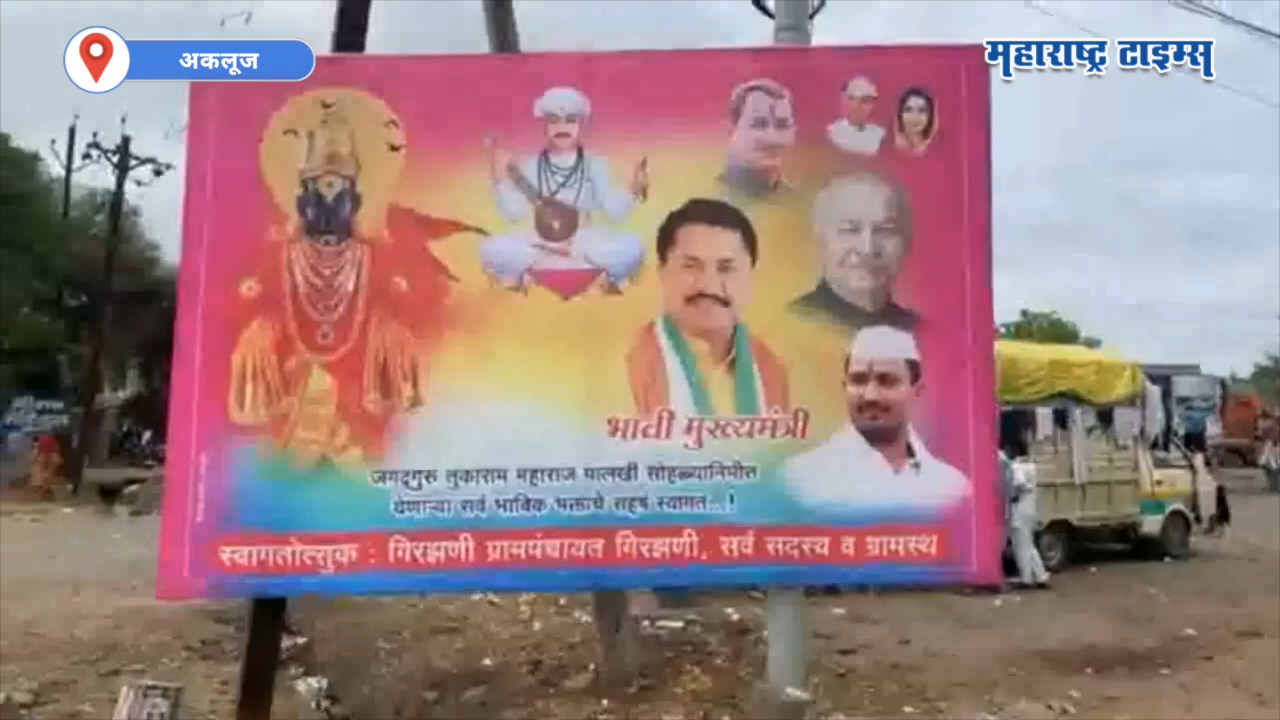 अकलूज
महाराष्ट्र टाइम्स्
भावी मुख्यमंत्री
जगद्गुरु तुकाराम महाराज पालखी सोहळ्यानिमीत
येणाऱ्या सर्व भाविक भक्ताचे सहर्ष स्वागत...!
स्वागतोत्सुक : गिरझणी ग्रामपंचायत गिरझणी, सर्व सदस्य व ग्रामस्थ